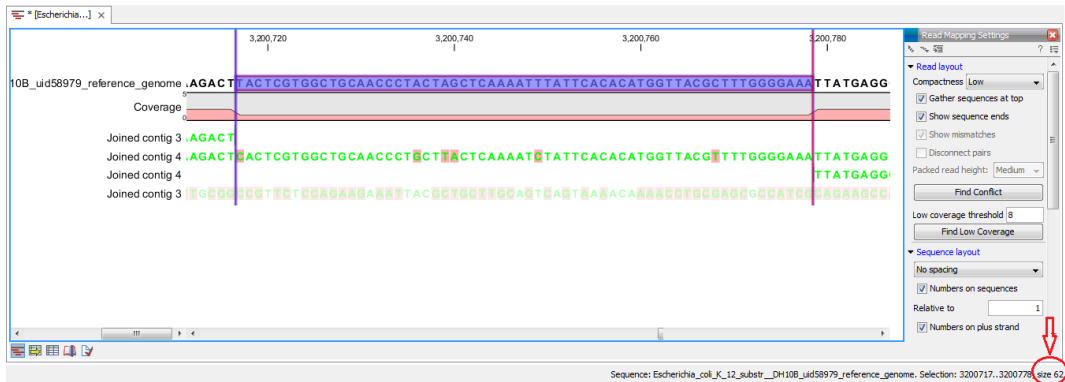 * [Escherichia...] ×
3,200,720 3,200,740 3,200,760 3,200,780
10B_uid58979_reference_genome AGACTTACTCGTGGCTGCAACCCTACTAGCTCAAAATTTATTCACACATGGTTACGCTTTGGGGAAATTATGAGG
5
Coverage
0
Joined contig 3 AGACT
Joined contig 4 AGACTCACTCGTGGCTGCAACCCTGCTTACTCAAAATCTATTCACACATGGTTACGTTTTGGGGAAATTATGAGG
Joined contig 4 TTATGAGG
Joined contig 3
Read Mapping Settings
?
Read layout
Compactness Low
Gather sequences at top
Show sequence ends
Show mismatches
Disconnect pairs
Packed read height: Medium
Find Conflict
Low coverage threshold 8
Find Low Coverage
Sequence layout
No spacing
Numbers on sequences
Relative to 1
Numbers on plus strand
Sequence: Escherichia_coli_K_12_substr__DH10B_uid58979_reference_genome. Selection: 3200717..3200778, size 62